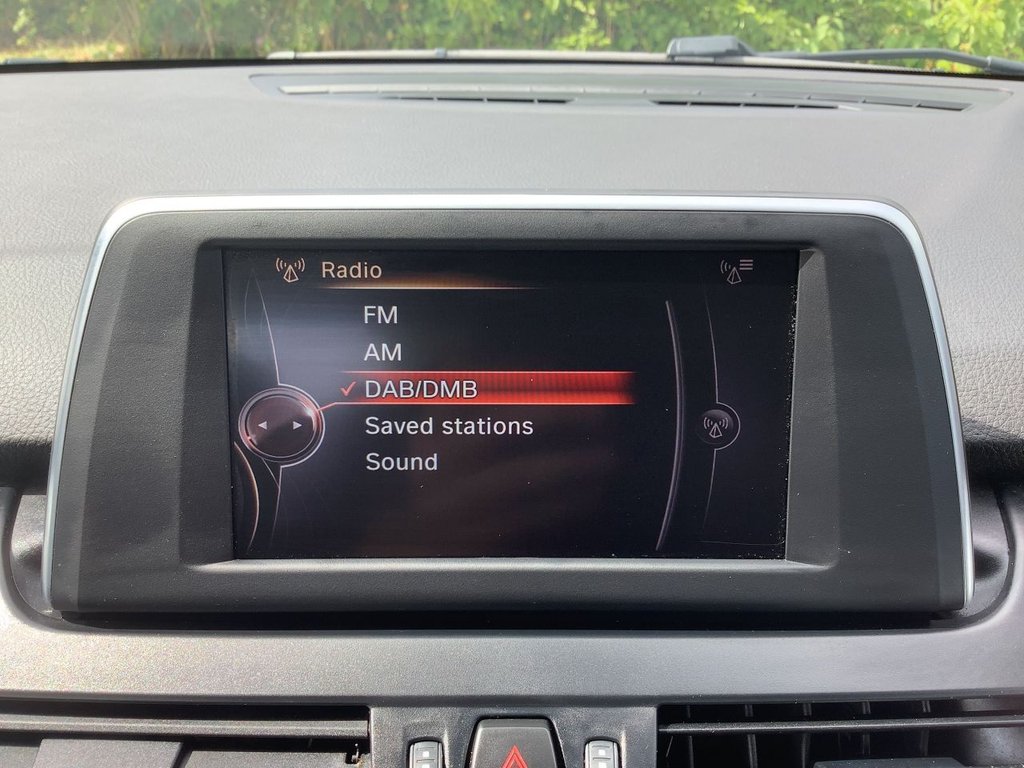 Radio
FM
AM
DAB/DMB
Saved stations
Sound